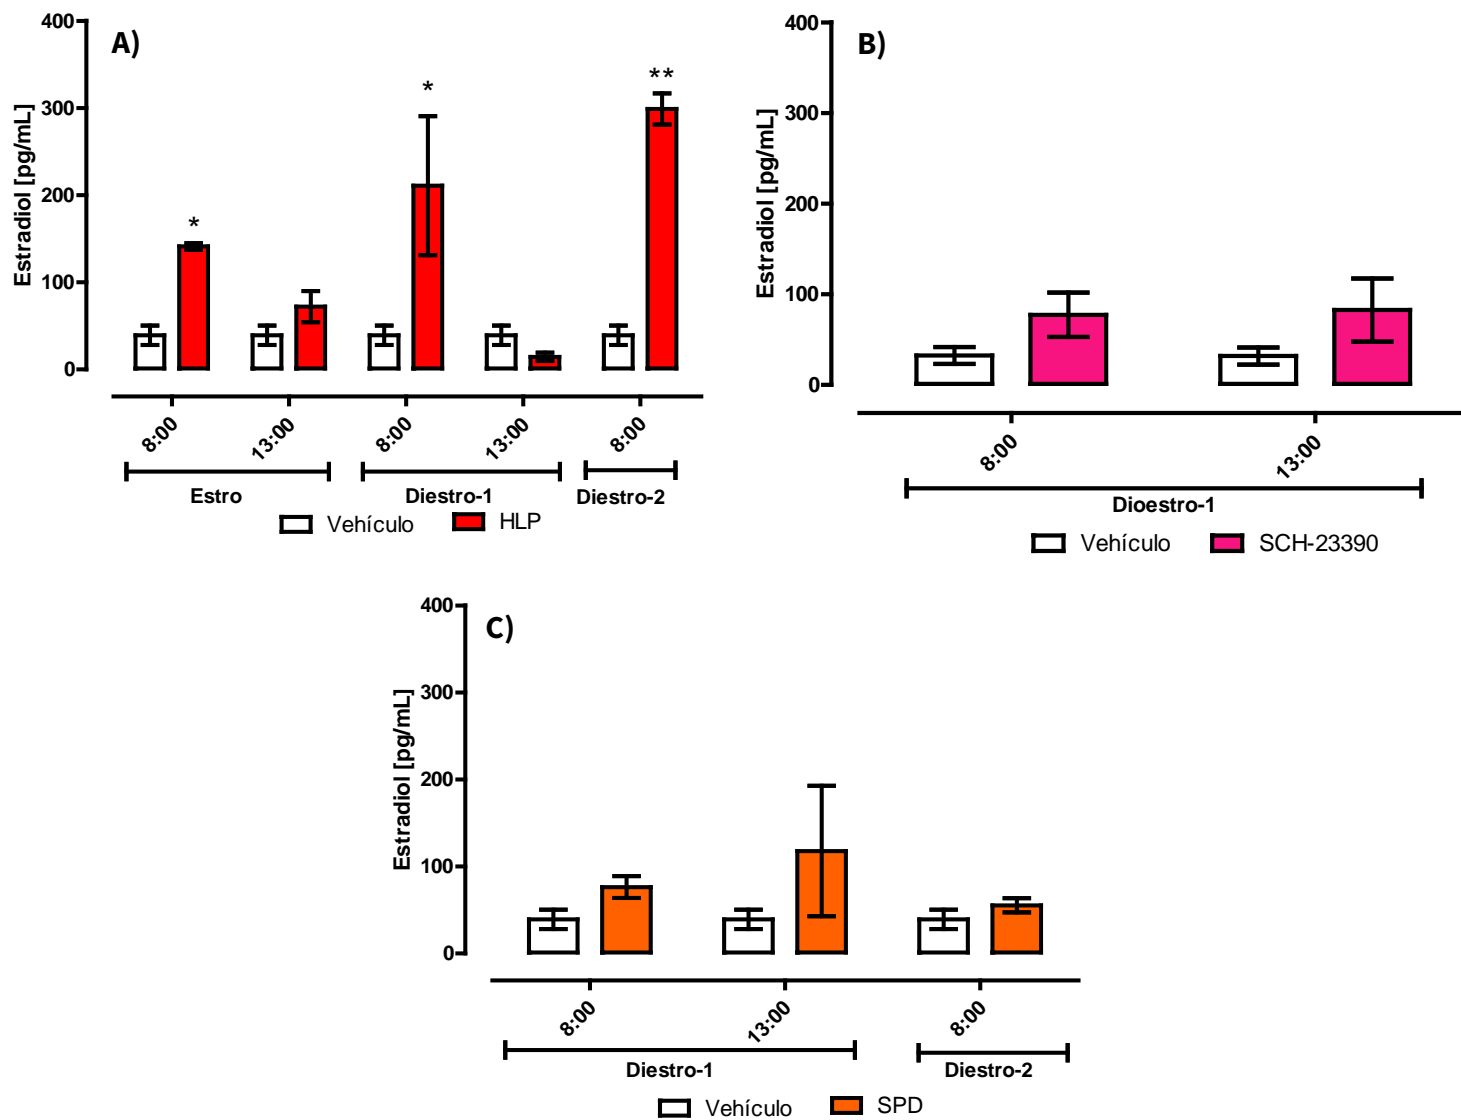 A)
Estradiol [pg/mL]
400
300
200
100
0
*
*
**
8:00
13:00
8:00
13:00
8:00
Estro
Diestro-1
Diestro-2
Vehículo
HLP
B)
Estradiol [pg/mL]
400
300
200
100
0
8:00
13:00
Dioestro-1
Vehículo
SCH-23390
C)
Estradiol [pg/mL]
400
300
200
100
0
8:00
13:00
8:00
Diestro-1
Diestro-2
Vehículo
SPD